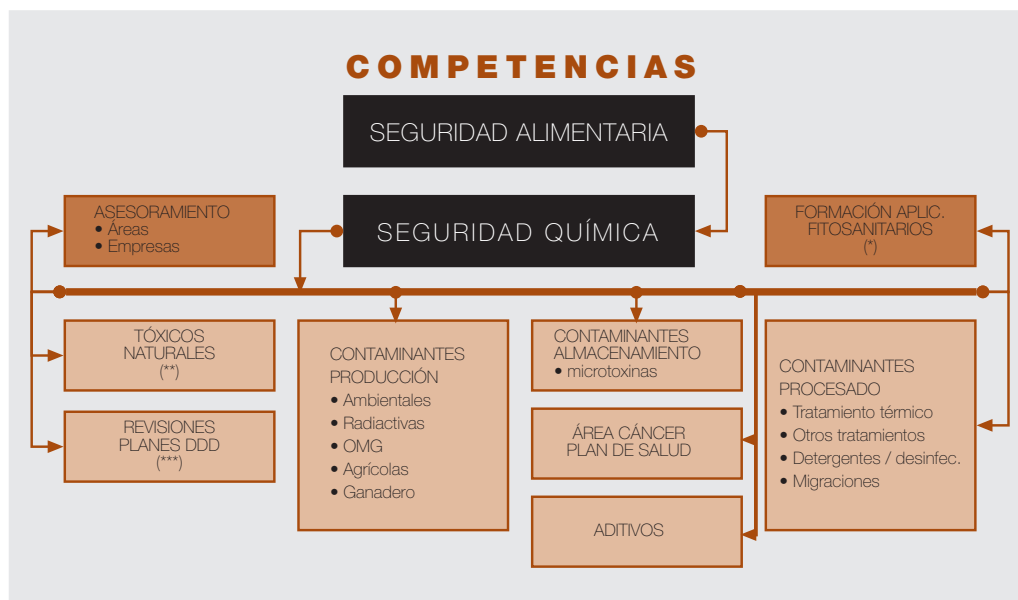 COMPETENCIAS
SEGURIDAD ALIMENTARIA
SEGURIDAD QUÍMICA
ASESORAMIENTO
• Áreas
• Empresas
FORMACIÓN APLIC.
FITOSANITARIOS
(*)
TÓXICOS
NATURALES
(**)
REVISIONES
PLANES DDD
(***)
CONTAMINANTES
PRODUCCIÓN
• Ambientales
• Radiactivas
• OMG
• Agrícolas
• Ganadero
CONTAMINANTES
ALMACENAMIENTO
• microtoxinas
ÁREA CÁNCER
PLAN DE SALUD
ADITIVOS
CONTAMINANTES
PROCESADO
• Tratamiento térmico
• Otros tratamientos
• Detergentes / desinfec.
• Migraciones